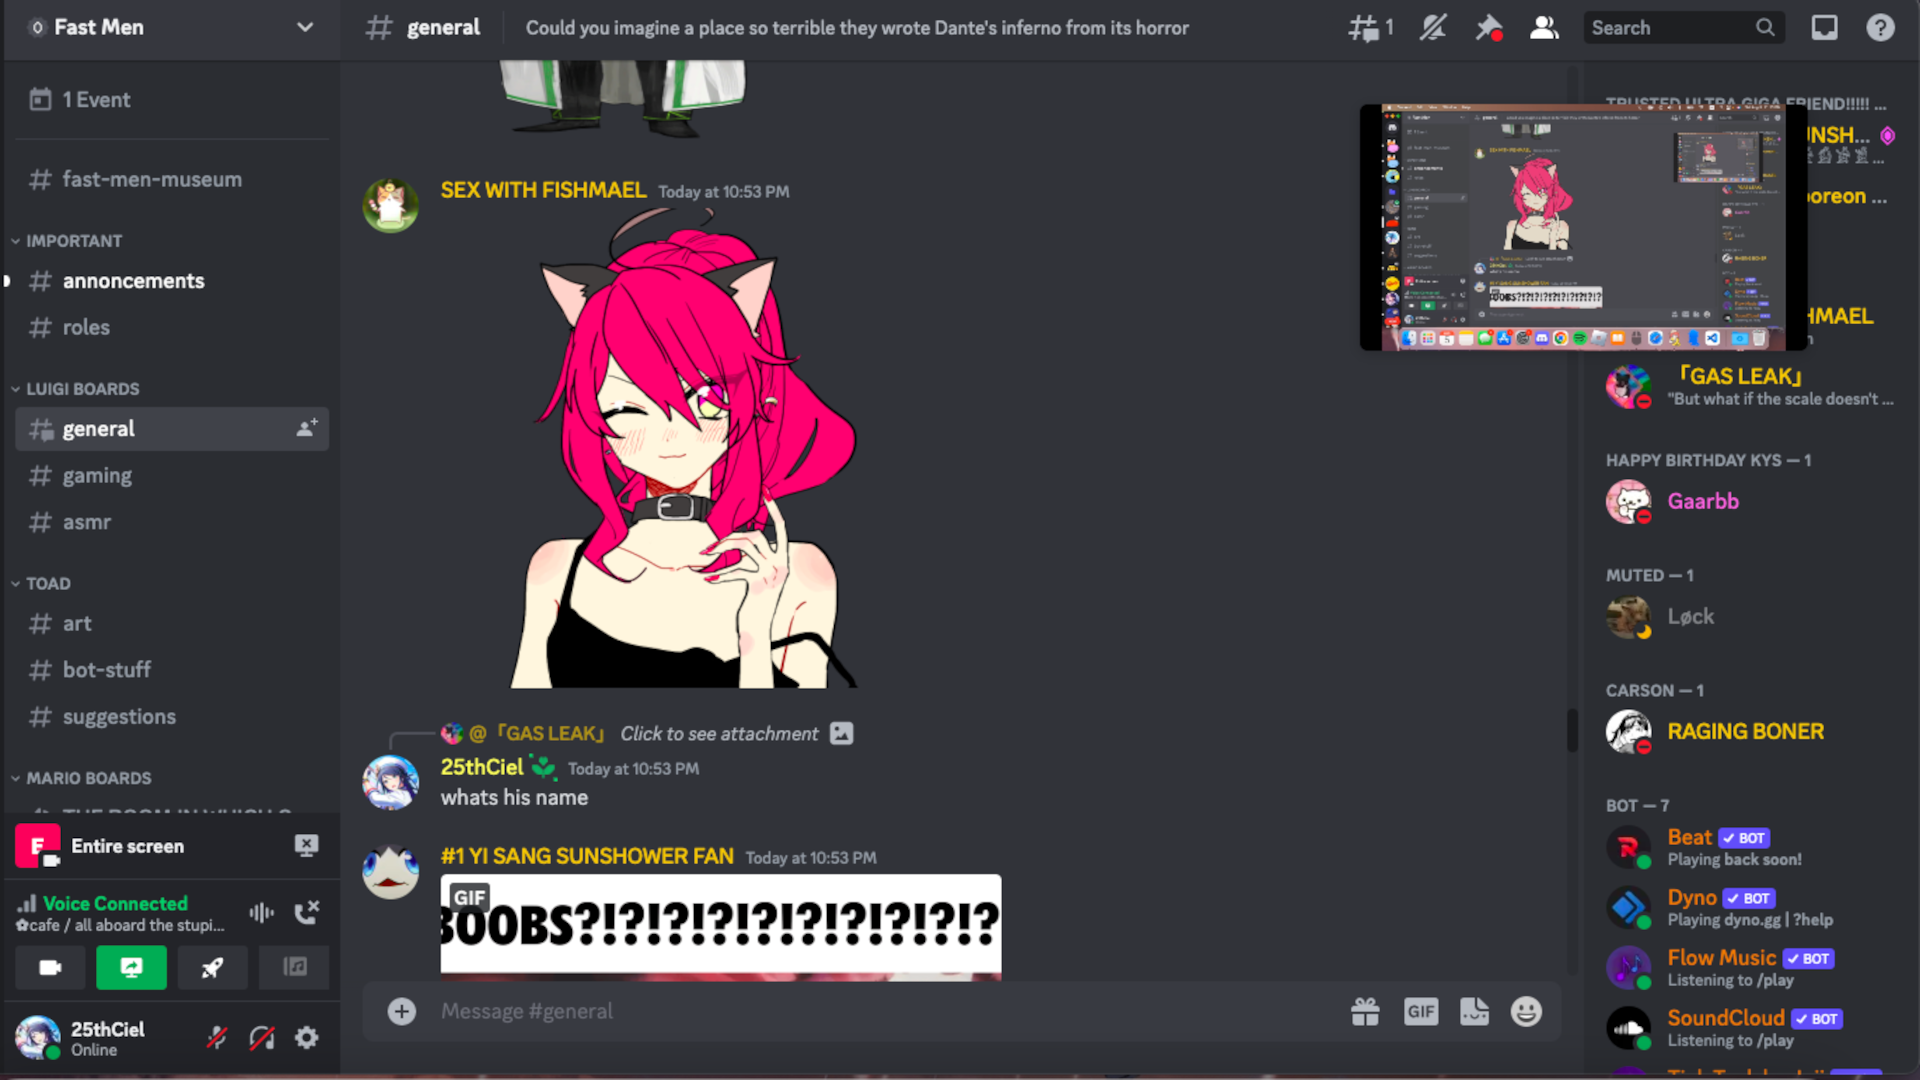 Fast Men
1 Event
fast-men-museum
IMPORTANT
annoncements
roles
LUIGI BOARDS
general
gaming
asmr
TOAD
art
bot-stuff
suggestions
MARIO BOARDS
Entire screen
Voice Connected
✿cafe / all aboard the stupi...
25thCiel
Online
general
Could you imagine a place so terrible they wrote Dante's inferno from its horror
1
Search
SEX WITH FISHMAEL Today at 10:53 PM
@「GAS LEAK」 Click to see attachment
25thCiel Today at 10:53 PM
whats his name
#1 YI SANG SUNSHOWER FAN Today at 10:53 PM
GIF
BOOBS?!?!?!?!?!?!?!?!?!?!?!?
Message #general
GIF
TRUSTED ULTRA GIGA FRIEND!!!!! ...
UNSH...
oreon ...
HMAEL
「GAS LEAK」
"But what if the scale doesn't ...
HAPPY BIRTHDAY KYS — 1
Gaarbb
MUTED — 1
Løck
CARSON — 1
RAGING BONER
BOT — 7
Beat ✓ BOT
Playing back soon!
Dyno ✓ BOT
Playing dyno.gg | ?help
Flow Music ✓ BOT
Listening to /play
SoundCloud ✓ BOT
Listening to /play